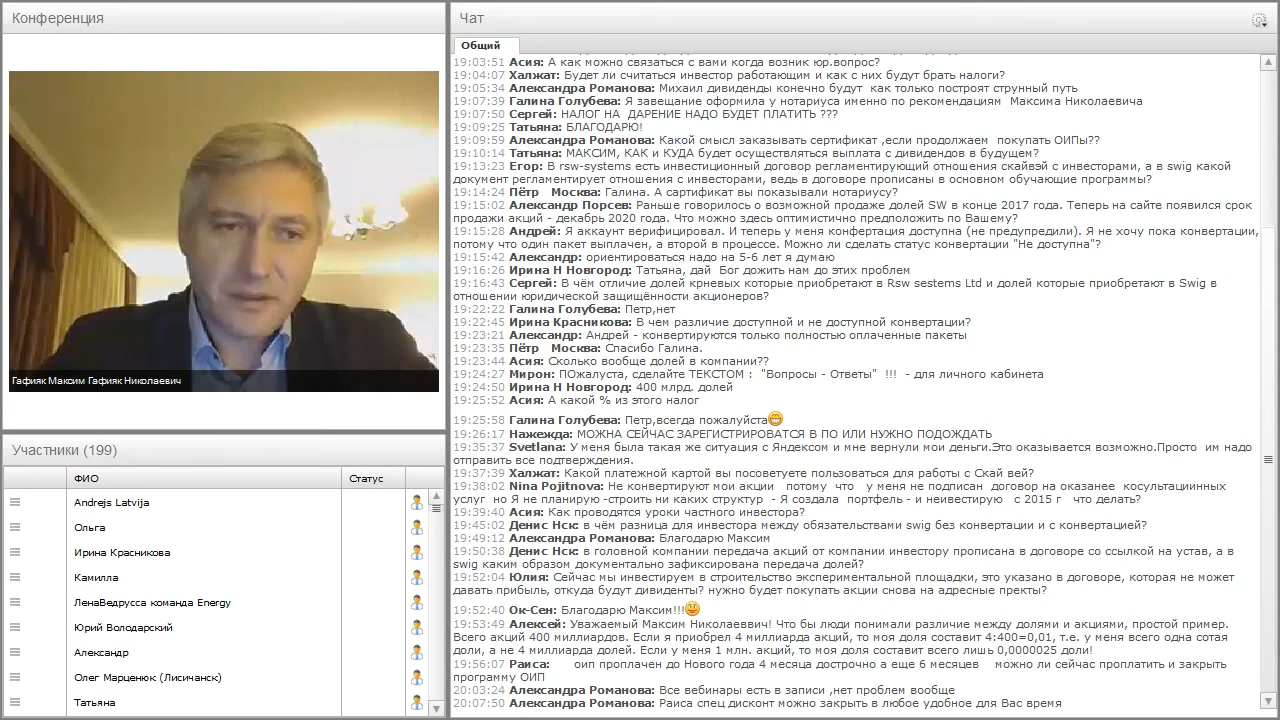 Конференция
Гафияк Максим Гафияк Николаевич
Участники (199)
ФИО
Статус
Andrejs Latvija
Ольга
Ирина Красникова
Камилла
ЛенаВедрусса команда Energy
Юрий Володарский
Александр
Олег Марценюк (Лисичанск)
Татьяна
Чат
Общий
19:03:51 Асия: А как можно связаться с вами когда возник юр.вопрос?
19:04:07 Халжат: Будет ли считаться инвестор работающим и как с них будут брать налоги?
19:05:34 Александра Романова: Михаил дивиденды конечно будут как только построят струнный путь
19:07:39 Галина Голубева: Я завещание оформила у нотариуса именно по рекомендациям Максима Николаевича
19:07:50 Сергей: НАЛОГ НА ДАРЕНИЕ НАДО БУДЕТ ПЛАТИТЬ ???
19:09:25 Татьяна: БЛАГОДАРЮ!
19:09:59 Александра Романова: Какой смысл заказывать сертификат ,если продолжаем покупать ОИПы??
19:10:14 Татьяна: МАКСИМ, КАК и КУДА будет осуществляться выплата с дивидендов в будущем?
19:13:23 Егор: В rsw-systems есть инвестиционный договор регламентирующий отношения скайвэй с инвесторами, а в swig какой
документ регламентирует отношения с инвесторами, ведь в договоре прописаны в основном обучающие программы?
19:14:24 Пётр Москва: Галина. А сартификат вы показывали нотариусу?
19:15:02 Александр Порсев: Раньше говорилось о возможной продаже долей SW в конце 2017 года. Теперь на сайте появился срок
продажи акций - декабрь 2020 года. Что можно здесь оптимистично предположить по Вашему?
19:15:28 Андрей: Я аккаунт верифицировал. И теперь у меня конфертация доступна (не предупредили). Я не хочу пока конвертации,
потому что один пакет выплачен, а второй в процессе. Можно ли сделать статус конвертации "Не доступна"?
19:15:42 Александр: ориентироваться надо на 5-6 лет я думаю
19:16:26 Ирина Н Новгород: Татьяна, дай Бог дожить нам до этих проблем
19:16:43 Сергей: В чём отличие долей крневых которые приобретают в Rsw sestems Ltd и долей которые приобретают в Swig в
отношении юридической защищённости акционеров?
19:22:22 Галина Голубева: Петр,нет
19:22:45 Ирина Красникова: В чем различие доступной и не доступной конвертации?
19:23:21 Александр: Андрей - конвертируются только полностью оплаченные пакеты
19:23:35 Пётр Москва: Спасибо Галина.
19:23:44 Асия: Сколько вообще долей в компании??
19:24:27 Мирон: ПОжалуста, сделайте ТЕКСТОМ : "Вопросы - Ответы" !!! - для личного кабинета
19:24:50 Ирина Н Новгород: 400 млрд. долей
19:25:52 Асия: А какой % из этого налог
19:25:58 Галина Голубева: Петр,всегда пожалуйста
19:26:17 Надежда: МОЖНА СЕЙЧАС ЗАРЕГИСТРИРОВАТСЯ В ПО ИЛИ НУЖНО ПОДОЖДАТЬ
19:35:37 Svetlana: У меня была такая же ситуация с Яндексом и мне вернули мои деньги.Это оказывается возможно.Просто им надо
отправить все подтверждения.
19:37:39 Халжат: Какой платежной картой вы посоветуете пользоваться для работы с Скай вей?
19:38:02 Nina Pojitnova: Не конвертируют мои акции потому что у меня не подписан договор на оказанее косультациинных
услуг но Я не планирую -строить ни каких структур - Я создала портфель - и неивестирую с 2015 г что делать?
19:39:40 Асия: Как проводятся уроки частного инвестора?
19:45:02 Денис Нск: в чём разница для инвестора между обязательствами swig без конвертации и с конвертацией?
19:49:12 Александра Романова: Благодарю Максим
19:50:38 Денис Нск: в головной компании передача акций от компании инвестору прописана в договоре со ссылкой на устав, а в
swig каким образом документально зафиксирована передача долей?
19:52:04 Юлия: Сейчас мы инвестируем в строительство экспериментальной площадки, это указано в договоре, которая не может
давать прибыль, откуда будут дивиденты? нужно будет покупать акции снова на адресные пректы?
19:52:40 Ок-Сен: Благодарю Максим!!!
19:53:49 Алексей: Уважаемый Максим Николаеввич! Что бы люди понимали различие между долями и акциями, простой пример.
Всего акций 400 миллиардов. Если я приобрел 4 миллиарда акций, то моя доля составит 4:400=0,01, т.е. у меня всего одна сотая
доли, а не 4 миллиарда долей. Если у меня 1 млн. акций, то моя доля составит всего лишь 0,0000025 доли!
19:56:07 Раиса: оип проплачен до Нового года 4 месяца дострочно а еще 6 месяцев можно ли сейчас проплатить и закрыть
программу ОИП
20:03:24 Александра Романова: Все вебинары есть в записи ,нет проблем вообще
20:07:50 Александра Романова: Раиса спец дисконт можно закрыть в любое удобное для Вас время